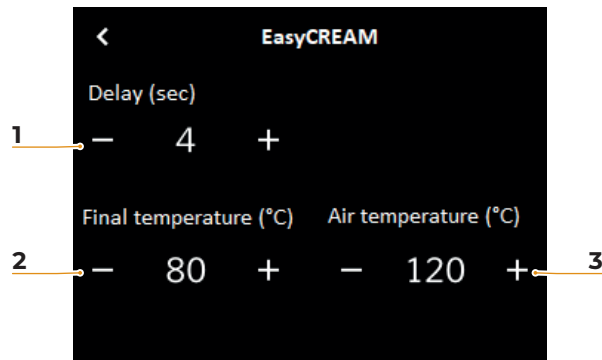 < EasyCREAM
Delay (sec)
1 − 4 +
Final temperature (°C) Air temperature (°C)
2 − 80 + − 120 + 3